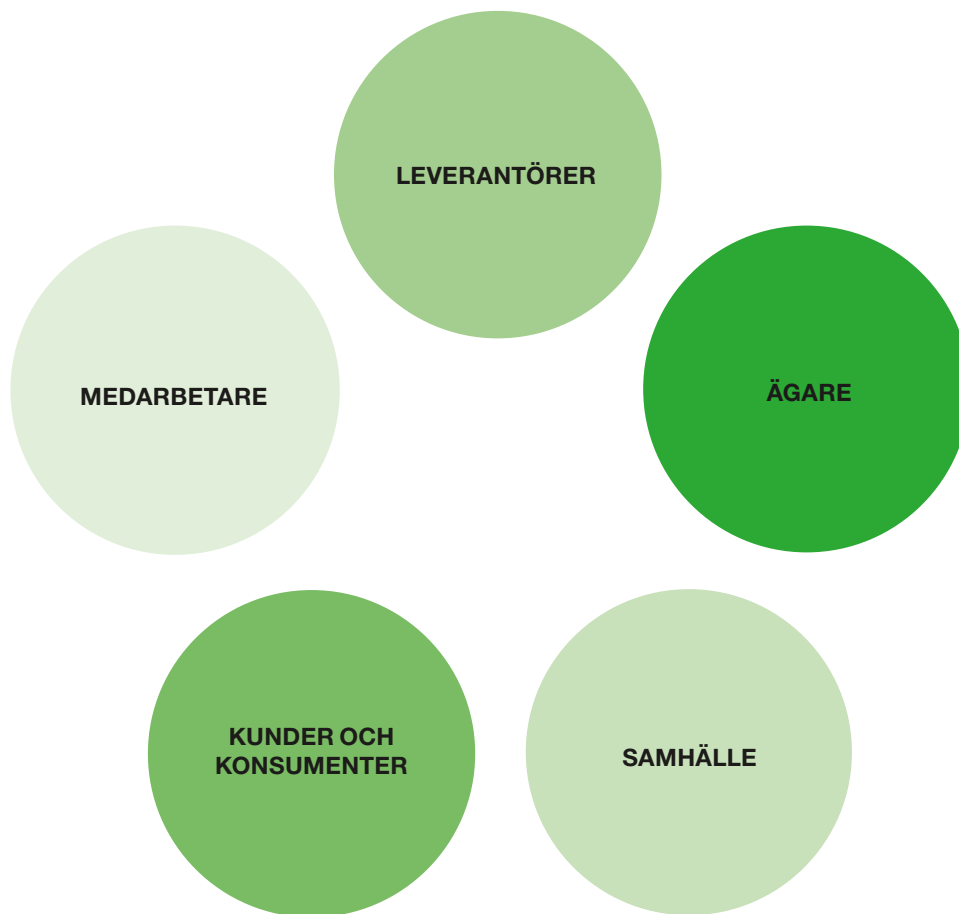 LEVERANTÖRER
MEDARBETARE
ÄGARE
KUNDER OCH
KONSUMENTER
SAMHÄLLE